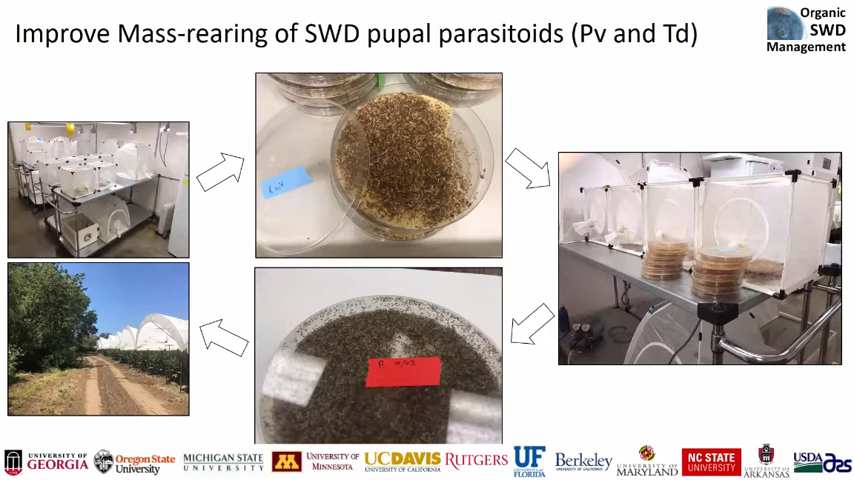 Improve Mass-rearing of SWD pupal parasitoids (Pv and Td)
Organic
SWD
Management
UNIVERSITY OF
GEORGIA
Oregon State
University
MICHIGAN STATE
UNIVERSITY
UNIVERSITY OF
MINNESOTA
UCDAVIS
UNIVERSITY OF CALIFORNIA
RUTGERS
UF
UNIVERSITY of
FLORIDA
Berkeley
UNIVERSITY OF CALIFORNIA
UNIVERSITY OF
MARYLAND
NC STATE
UNIVERSITY
UNIVERSITY OF
ARKANSAS
USDA
ars